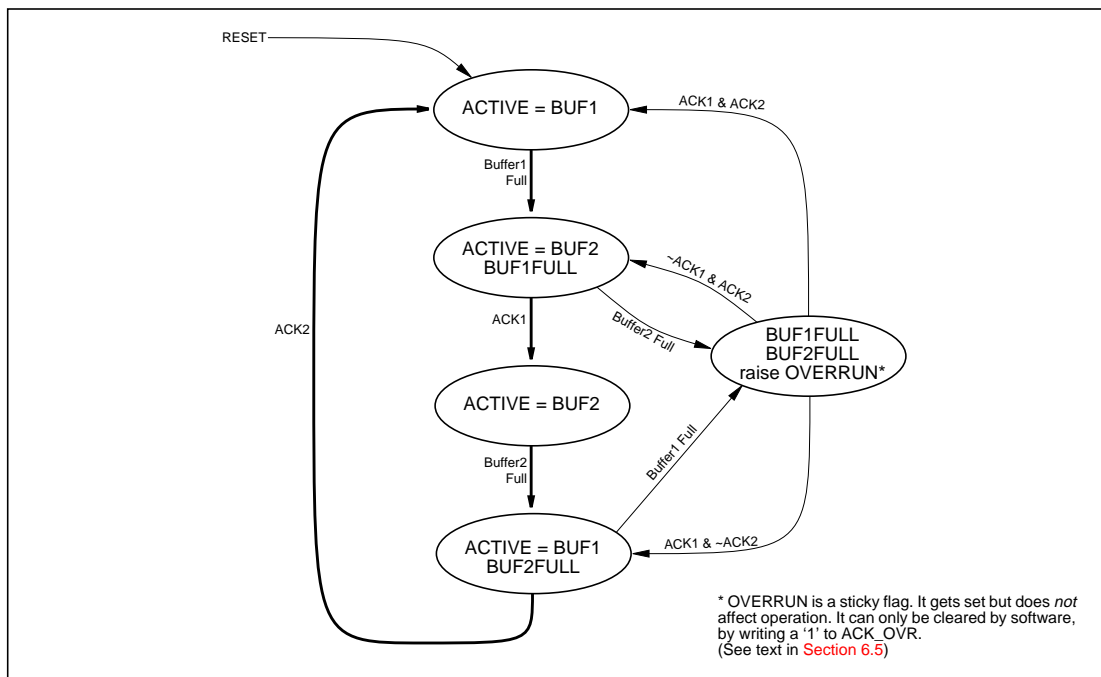 RESET
ACTIVE = BUF1
ACK1 & ACK2
Buffer1
Full
ACTIVE = BUF2
BUF1FULL
~ACK1 & ACK2
ACK2
ACK1
Buffer2 Full
BUF1FULL
BUF2FULL
raise OVERRUN*
ACTIVE = BUF2
Buffer1 Full
Buffer2
Full
ACTIVE = BUF1
BUF2FULL
ACK1 & ~ACK2
* OVERRUN is a sticky flag. It gets set but does not
affect operation. It can only be cleared by software,
by writing a ‘1’ to ACK_OVR.
(See text in Section 6.5)